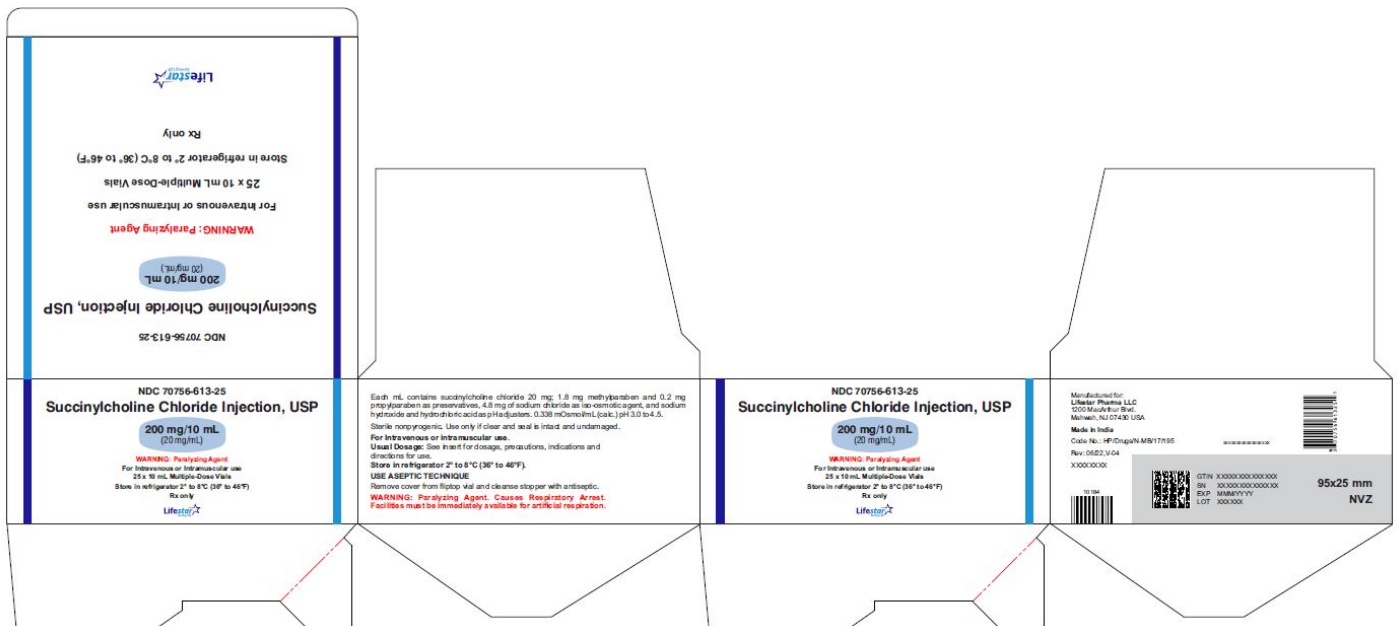 Lifestar
Rx only
Store in refrigerator 2° to 8°C (36° to 46°F)
25 x 10 mL Multiple-Dose Vials
For Intravenous or Intramuscular use
WARNING: Paralyzing Agent
200 mg/10 mL
(20 mg/mL)
Succinylcholine Chloride Injection, USP
NDC 70756-613-25
NDC 70756-613-25
Succinylcholine Chloride Injection, USP
200 mg/10 mL
(20 mg/mL)
WARNING: Paralyzing Agent
For Intravenous or Intramuscular use
25 x 10 mL Multiple-Dose Vials
Store in refrigerator 2° to 8°C (36° to 46°F)
Rx only
Lifestar
Each mL contains succinylcholine chloride 20 mg; 1.8 mg methylparaben and 0.2 mg
propylparaben as preservatives, 4.8 mg of sodium chloride as iso-osmotic agent, and sodium
hydroxide and hydrochloric acid as pH adjusters. 0.338 mOsmol/mL (calc.) pH 3.0 to 4.5.
Sterile nonpyrogenic. Use only if clear and seal is intact and undamaged.
For Intravenous or intramuscular use.
Usual Dosage: See insert for dosage, precautions, indications and
directions for use.
Store in refrigerator 2° to 8°C (36° to 46°F).
USE ASEPTIC TECHNIQUE
Remove cover from fliptop vial and cleanse stopper with antiseptic.
WARNING: Paralyzing Agent. Causes Respiratory Arrest.
Facilities must be immediately available for artificial respiration.
NDC 70756-613-25
Succinylcholine Chloride Injection, USP
200 mg/10 mL
(20 mg/mL)
WARNING: Paralyzing Agent
For Intravenous or Intramuscular use
25 x 10 mL Multiple-Dose Vials
Store in refrigerator 2° to 8°C (36° to 46°F)
Rx only
Lifestar
Manufactured for:
Lifestar Pharma LLC
1200 MacArthur Blvd.
Mahwah, NJ 07430 USA
Made in India
Code No.: HP/Drugs/N-MB/17/195
Rev: 06/22, V-04
XXXXXXXX
GTIN XXXXXXXXXXXXXX
SN XXXXXXXXXXXXXX
EXP MMM/YYYY
LOT XXXXXX
95x25 mm
NVZ